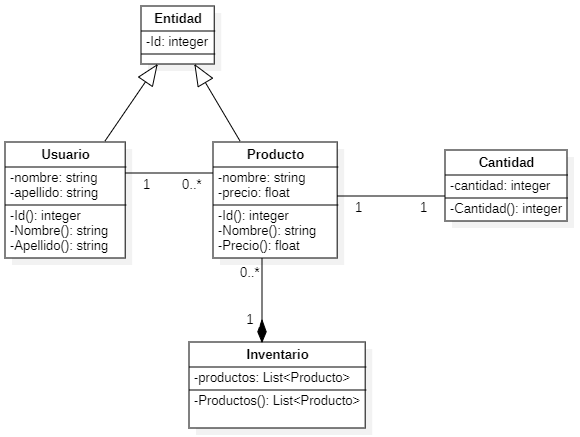 Entidad
-Id: integer
Usuario
-nombre: string
-apellido: string
-Id(): integer
-Nombre(): string
-Apellido(): string
1
0..*
Producto
-nombre: string
-precio: float
-Id(): integer
-Nombre(): string
-Precio(): float
1
1
Cantidad
-cantidad: integer
-Cantidad(): integer
0..*
1
Inventario
-productos: List<Producto>
-Productos(): List<Producto>